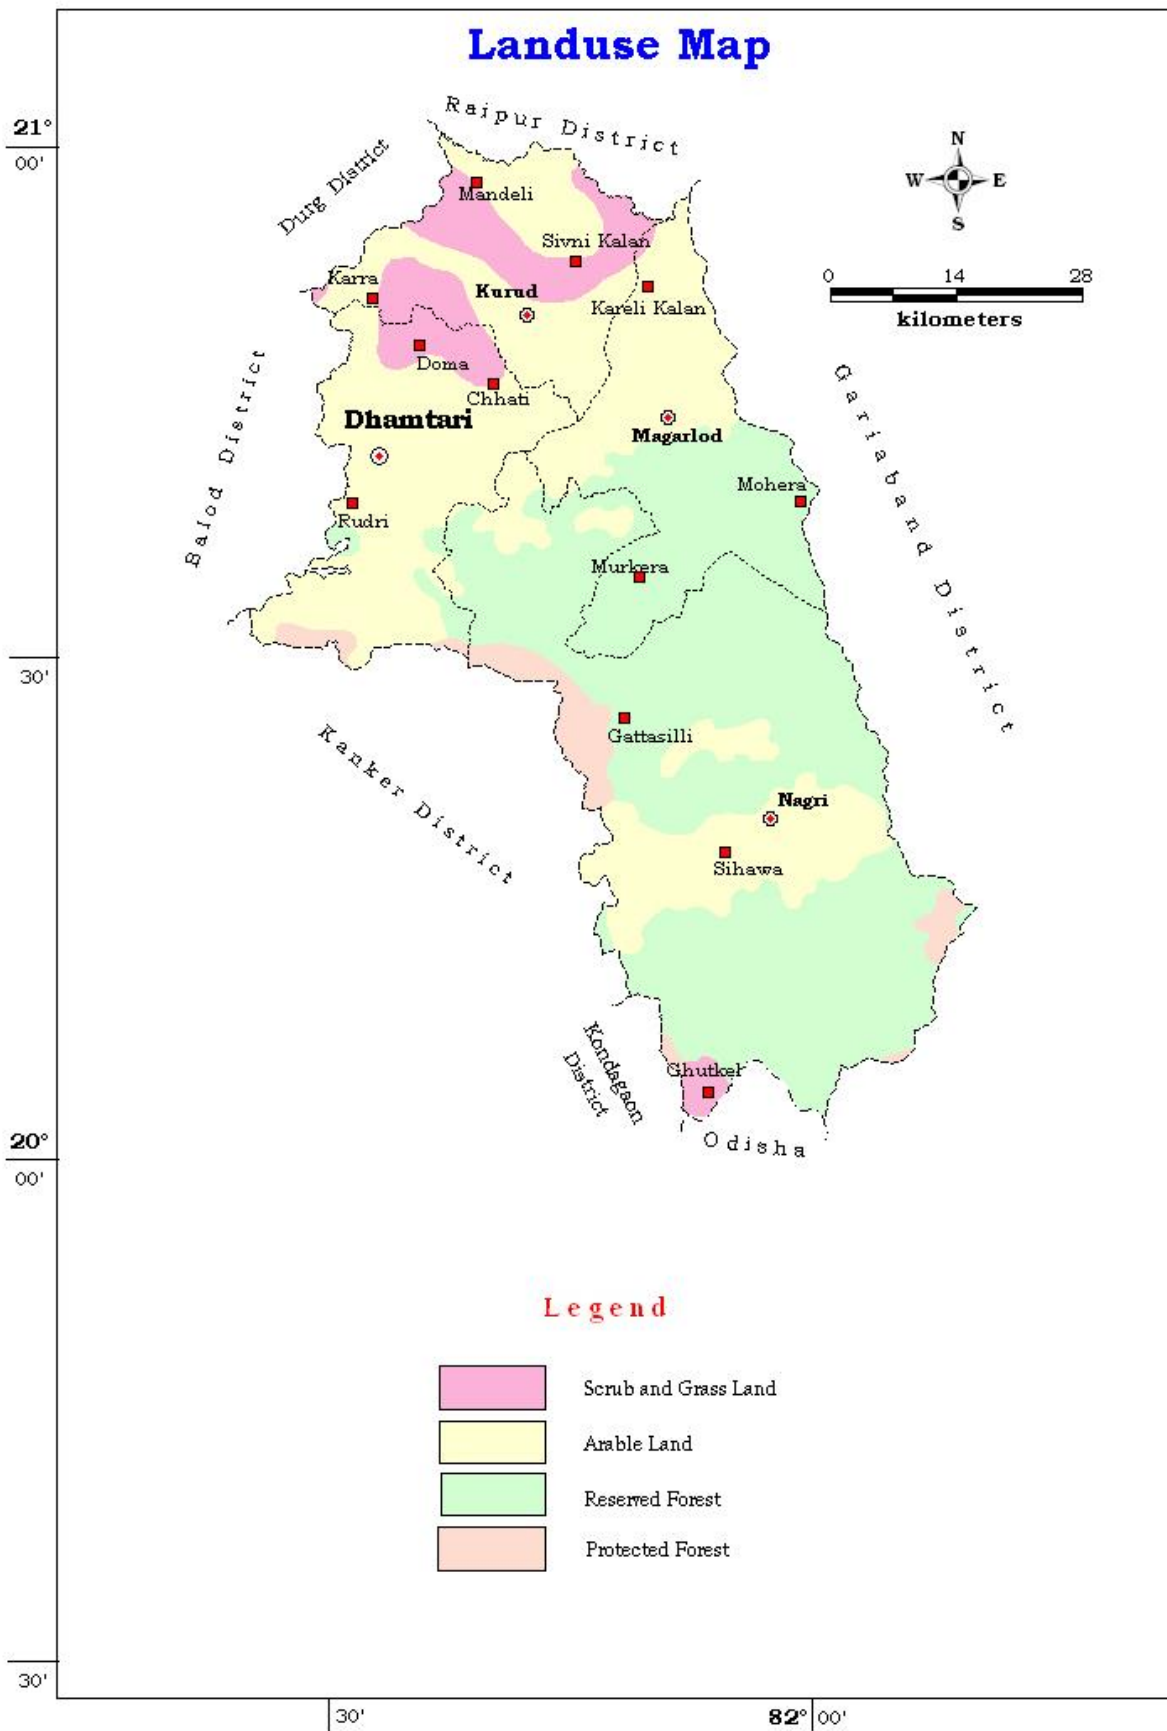 Landuse Map
Raipur District
21°
00'
Durg District
N
W E
S
Mandeli
Sivni Kalan
Karra
Kurud
Kareli Kalan
0 14 28
kilometers
Doma
Chhati
Balod District
Dhamtari
Magarlod
Gariaband District
Mohera
Rudri
Murkera
30'
Gattasilli
Kanker District
Nagri
Sihawa
Kondagaon
District
Ghutkel
Odisha
20°
00'
Legend
Scrub and Grass Land
Arable Land
Reserved Forest
Protected Forest
30'
30'
82° 00'